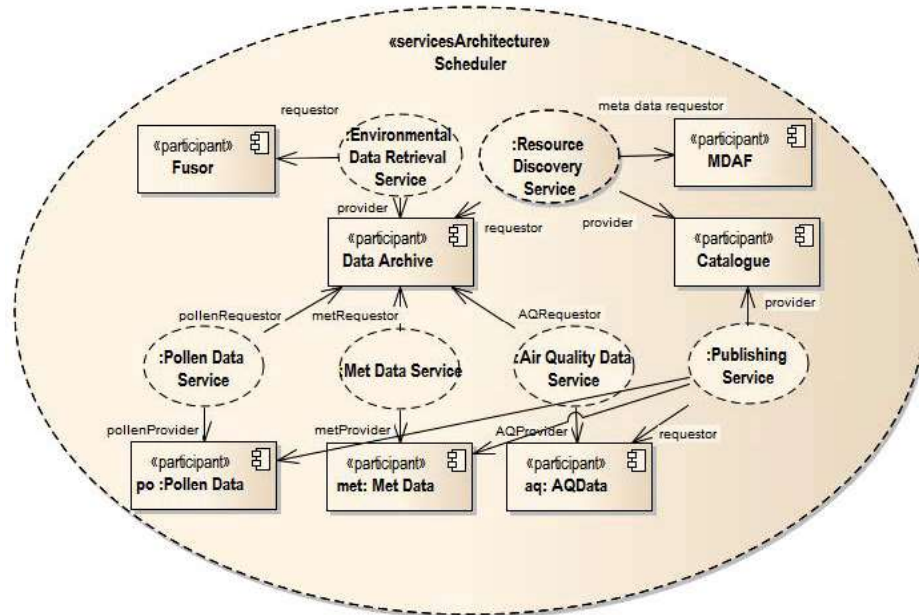 «servicesArchitecture»
Scheduler
requestor
meta data requestor
«participant»
Fusor
:Environmental
Data Retrieval
Service
:Resource
Discovery
Service
«participant»
MDAF
provider
requestor
provider
«participant»
Data Archive
«participant»
Catalogue
pollenRequestor
metRequestor
AQRequestor
provider
:Pollen Data
Service
:Met Data Service
:Air Quality Data
Service
:Publishing
Service
pollenProvider
metProvider
AQProvider
requestor
«participant»
po :Pollen Data
«participant»
met: Met Data
«participant»
aq: AQData